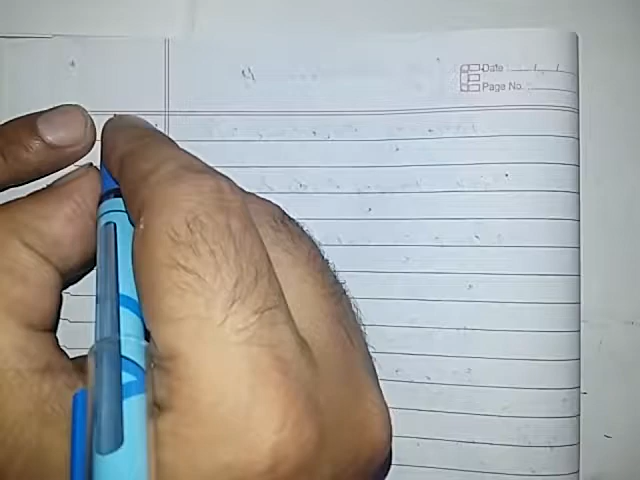 Date : / /
Page No. :